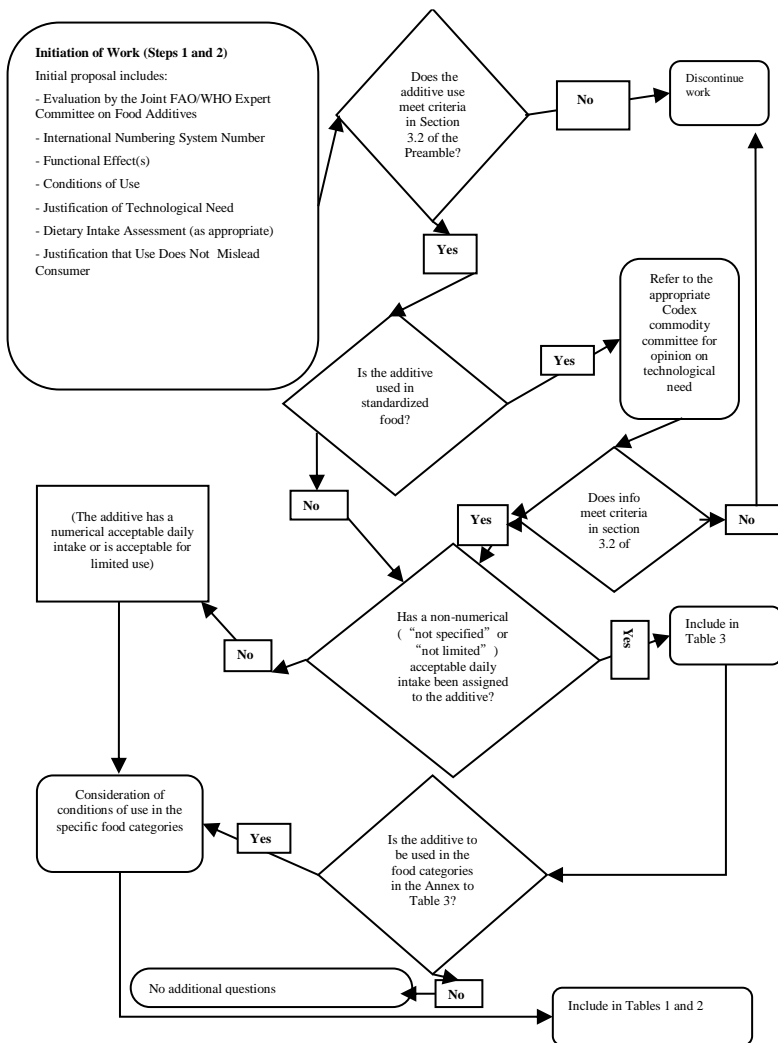 Initiation of Work (Steps 1 and 2)
Initial proposal includes:
- Evaluation by the Joint FAO/WHO Expert
Committee on Food Additives
- International Numbering System Number
- Functional Effect(s)
- Conditions of Use
- Justification of Technological Need
- Dietary Intake Assessment (as appropriate)
- Justification that Use Does Not Mislead
Consumer
Does the
additive use
meet criteria
in Section
3.2 of the
Preamble?
No
Discontinue
work
Yes
Is the additive
used in
standardized
food?
Yes
Refer to the
appropriate
Codex
commodity
committee for
opinion on
technological
need
No
Does info
meet criteria
in section
3.2 of
Yes
No
(The additive has a
numerical acceptable daily
intake or is acceptable for
limited use)
Has a non-numerical
(“not specified” or
“not limited”)
acceptable daily
intake been assigned
to the additive?
No
Yes
Include in
Table 3
Consideration of
conditions of use in the
specific food categories
Yes
Is the additive to
be used in the
food categories
in the Annex to
Table 3?
No
No additional questions
Include in Tables 1 and 2